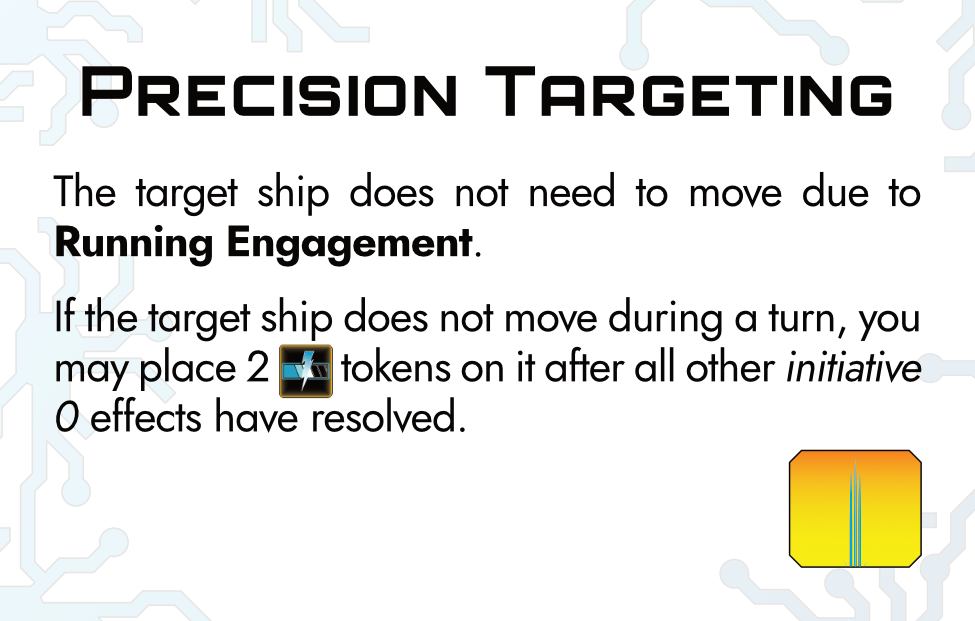 PRECISION TARGETING
The target ship does not need to move due to
Running Engagement.
If the target ship does not move during a turn, you
may place 2 tokens on it after all other initiative
0 effects have resolved.